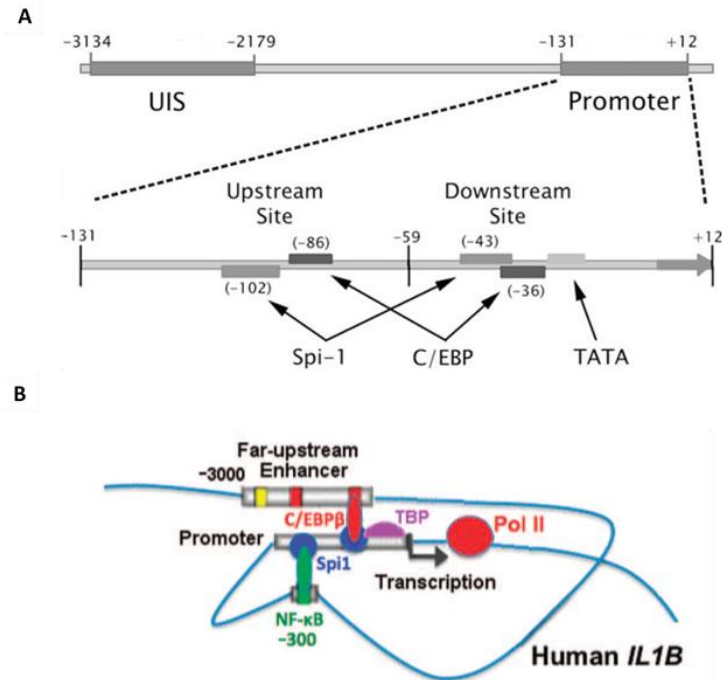 A
-3134 -2179 -131 +12
UIS Promoter
Upstream Site Downstream Site
-131 (-86) -59 (-43) +12
(-102) (-36)
Spi-1 C/EBP TATA
B
Far-upstream
-3000 Enhancer
C/EBPβ TBP Pol II
Promoter
Spi1
Transcription
NF-κB
-300
Human IL1B